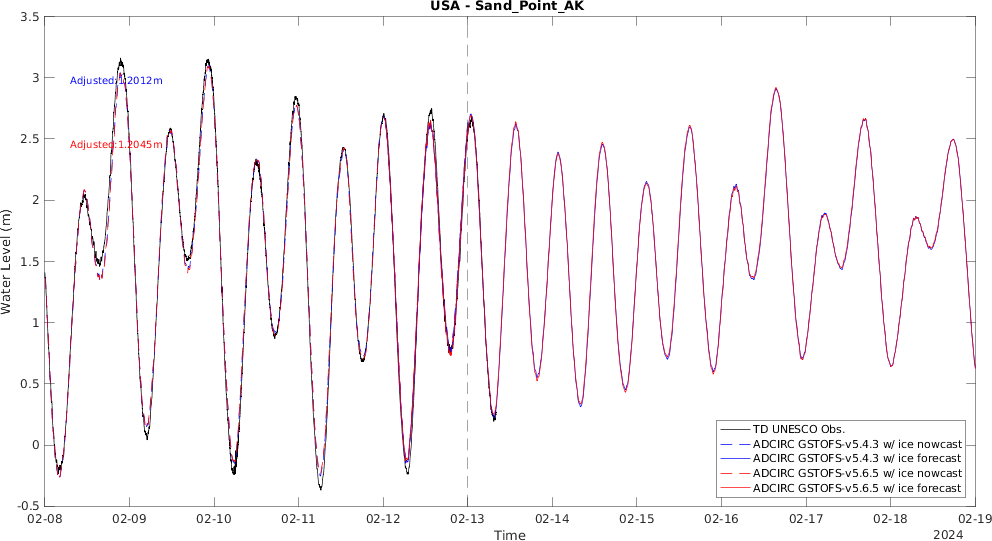 USA - Sand_Point_AK
3.5
3
2.5
2
1.5
1
0.5
0
-0.5
Water Level (m)
Adjusted:1.2012m
Adjusted:1.2045m
TD UNESCO Obs.
ADCIRC GSTOFS-v5.4.3 w/ ice nowcast
ADCIRC GSTOFS-v5.4.3 w/ ice forecast
ADCIRC GSTOFS-v5.6.5 w/ ice nowcast
ADCIRC GSTOFS-v5.6.5 w/ ice forecast
02-08 02-09 02-10 02-11 02-12 02-13 02-14 02-15 02-16 02-17 02-18 02-19
Time
2024